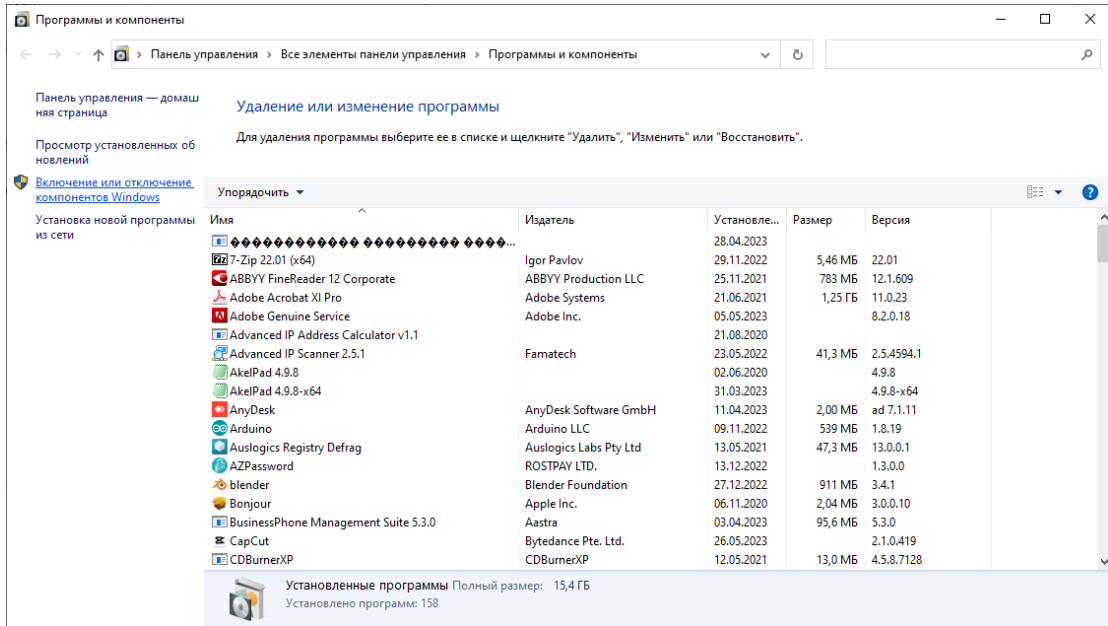 Программы и компоненты
Панель управления › Все элементы панели управления › Программы и компоненты
Панель управления — домаш
няя страница
Просмотр установленных об
новлений
Включение или отключение
компонентов Windows
Установка новой программы
из сети
Удаление или изменение программы
Для удаления программы выберите ее в списке и щелкните "Удалить", "Изменить" или "Восстановить".
Упорядочить
Имя Издатель Установле... Размер Версия
������������� ���������� ����... 28.04.2023
7-Zip 22.01 (x64) Igor Pavlov 29.11.2022 5,46 МБ 22.01
ABBYY FineReader 12 Corporate ABBYY Production LLC 25.11.2021 783 МБ 12.1.609
Adobe Acrobat XI Pro Adobe Systems 21.06.2021 1,25 ГБ 11.0.23
Adobe Genuine Service Adobe Inc. 05.05.2023 8.2.0.18
Advanced IP Address Calculator v1.1 21.08.2020
Advanced IP Scanner 2.5.1 Famatech 23.05.2022 41,3 МБ 2.5.4594.1
AkelPad 4.9.8 02.06.2020 4.9.8
AkelPad 4.9.8-x64 31.03.2023 4.9.8-x64
AnyDesk AnyDesk Software GmbH 11.04.2023 2,00 МБ ad 7.1.11
Arduino Arduino LLC 09.11.2022 539 МБ 1.8.19
Auslogics Registry Defrag Auslogics Labs Pty Ltd 13.05.2021 47,3 МБ 13.0.0.1
AZPassword ROSTPAY LTD. 13.12.2022 1.3.0.0
blender Blender Foundation 27.12.2022 911 МБ 3.4.1
Bonjour Apple Inc. 06.11.2020 2,04 МБ 3.0.0.10
BusinessPhone Management Suite 5.3.0 Aastra 03.04.2023 95,6 МБ 5.3.0
CapCut Bytedance Pte. Ltd. 26.05.2023 2.1.0.419
CDBurnerXP CDBurnerXP 12.05.2021 13,0 МБ 4.5.8.7128
Установленные программы Полный размер: 15,4 ГБ
Установлено программ: 158